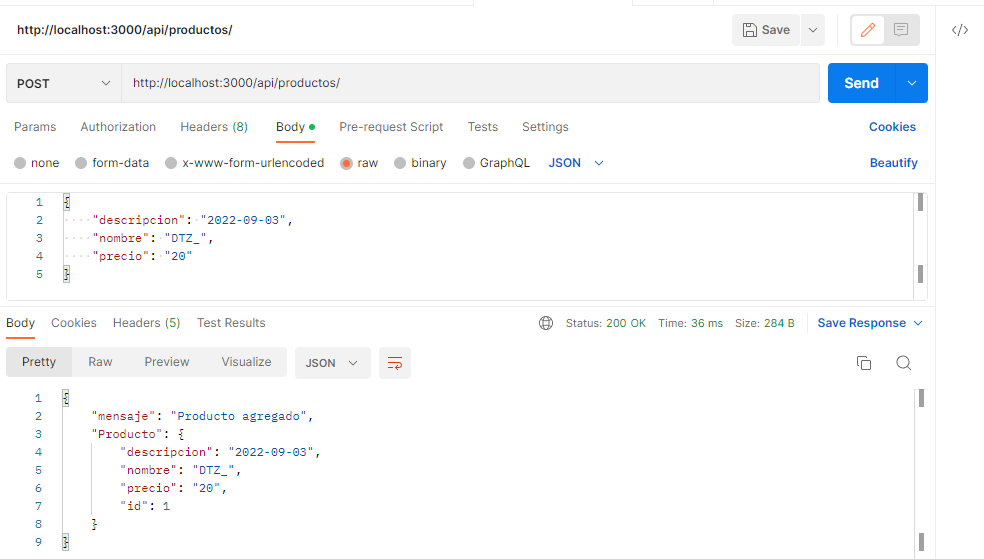 http://localhost:3000/api/productos/
Save
</>
POST
http://localhost:3000/api/productos/
Send
Params Authorization Headers (8) Body Pre-request Script Tests Settings Cookies
none form-data x-www-form-urlencoded raw binary GraphQL JSON Beautify
1 {
2 ····"descripcion":·"2022-09-03",
3 ····"nombre":·"DTZ_",
4 ····"precio":·"20"
5 }
Body Cookies Headers (5) Test Results Status: 200 OK Time: 36 ms Size: 284 B Save Response
Pretty Raw Preview Visualize JSON
1 {
2 "mensaje": "Producto agregado",
3 "Producto": {
4 "descripcion": "2022-09-03",
5 "nombre": "DTZ_",
6 "precio": "20",
7 "id": 1
8 }
9 }